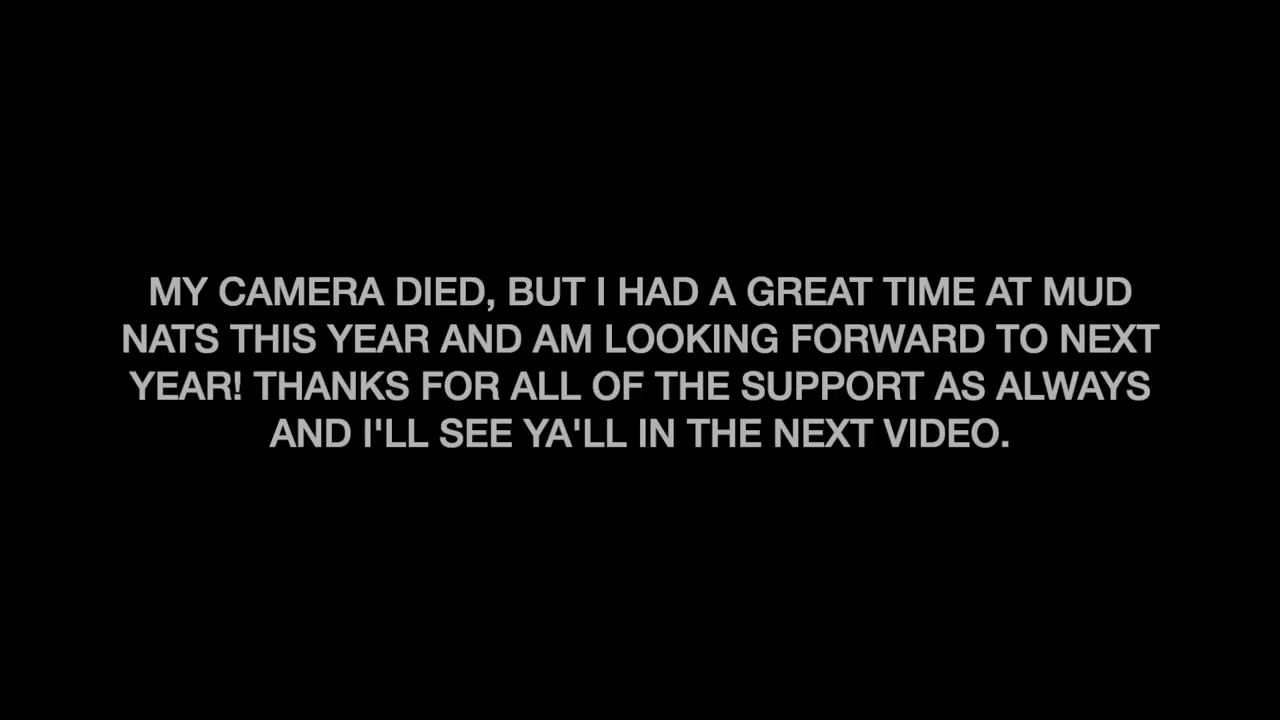 MY CAMERA DIED, BUT I HAD A GREAT TIME AT MUD
NATS THIS YEAR AND AM LOOKING FORWARD TO NEXT
YEAR! THANKS FOR ALL OF THE SUPPORT AS ALWAYS
AND I'LL SEE YA'LL IN THE NEXT VIDEO.